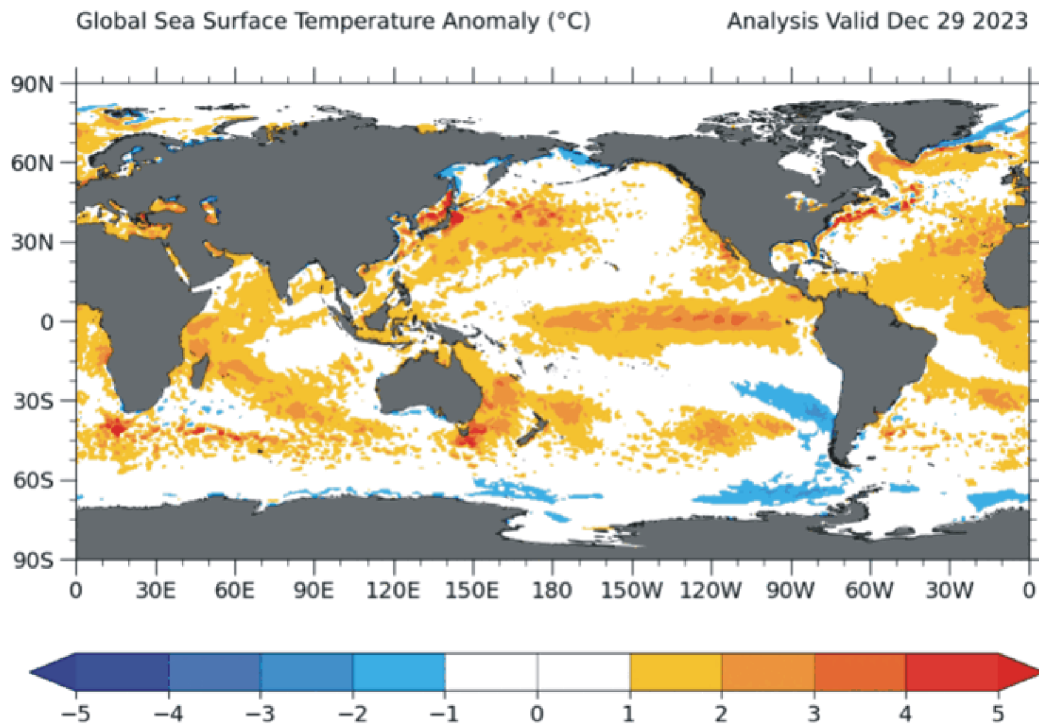 Global Sea Surface Temperature Anomaly (°C) Analysis Valid Dec 29 2023
90N
60N
30N
0
30S
60S
90S
0 30E 60E 90E 120E 150E 180 150W 120W 90W 60W 30W 0
−5 −4 −3 −2 −1 0 1 2 3 4 5